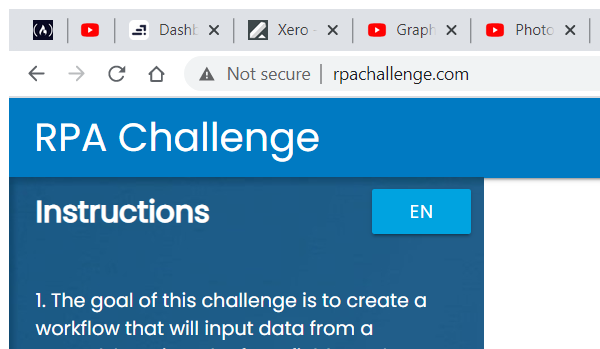 (A) Dashb Xero - Graph Photo
Not secure rpachallenge.com
RPA Challenge
Instructions EN
1. The goal of this challenge is to create a
workflow that will input data from a